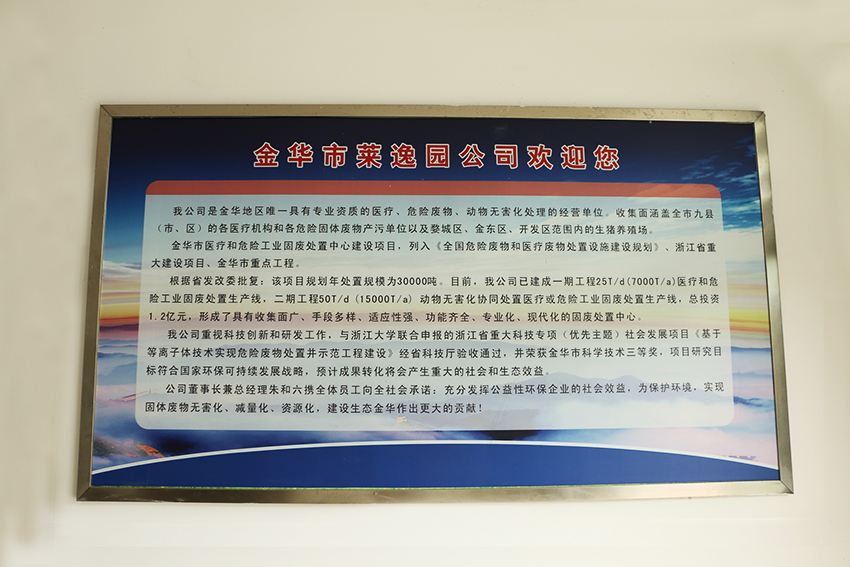 金华市莱逸园公司欢迎您
我公司是金华地区唯一具有专业资质的医疗、危险废物、动物无害化处理的经营单位。收集面涵盖全市九县
（市、区）的各医疗机构和各危险固体废物产污单位以及婺城区、金东区、开发区范围内的生猪养殖场。
金华市医疗和危险工业固废处置中心建设项目，列入《全国危险废物和医疗废物处置设施建设规划》、浙江省重
大建设项目、金华市重点工程。
根据省发改委批复：该项目规划年处置规模为30000吨。目前，我公司已建成一期工程25T/d(7000T/a)医疗和危
险工业固废处置生产线，二期工程50T/d（15000T/a）动物无害化协同处置医疗或危险工业固废处置生产线，总投资
1.2亿元，形成了具有收集面广、手段多样、适应性强、功能齐全、专业化、现代化的固废处置中心。
我公司重视科技创新和研发工作，与浙江大学联合申报的浙江省重大科技专项（优先主题）社会发展项目《基于
等离子体技术实现危险废物处置并示范工程建设》经省科技厅验收通过，并荣获金华市科学技术三等奖，项目研究目
标符合国家环保可持续发展战略，预计成果转化将会产生重大的社会和生态效益。
公司董事长兼总经理朱和六携全体员工向全社会承诺：充分发挥公益性环保企业的社会效益，为保护环境，实现
固体废物无害化、减量化、资源化，建设生态金华作出更大的贡献！